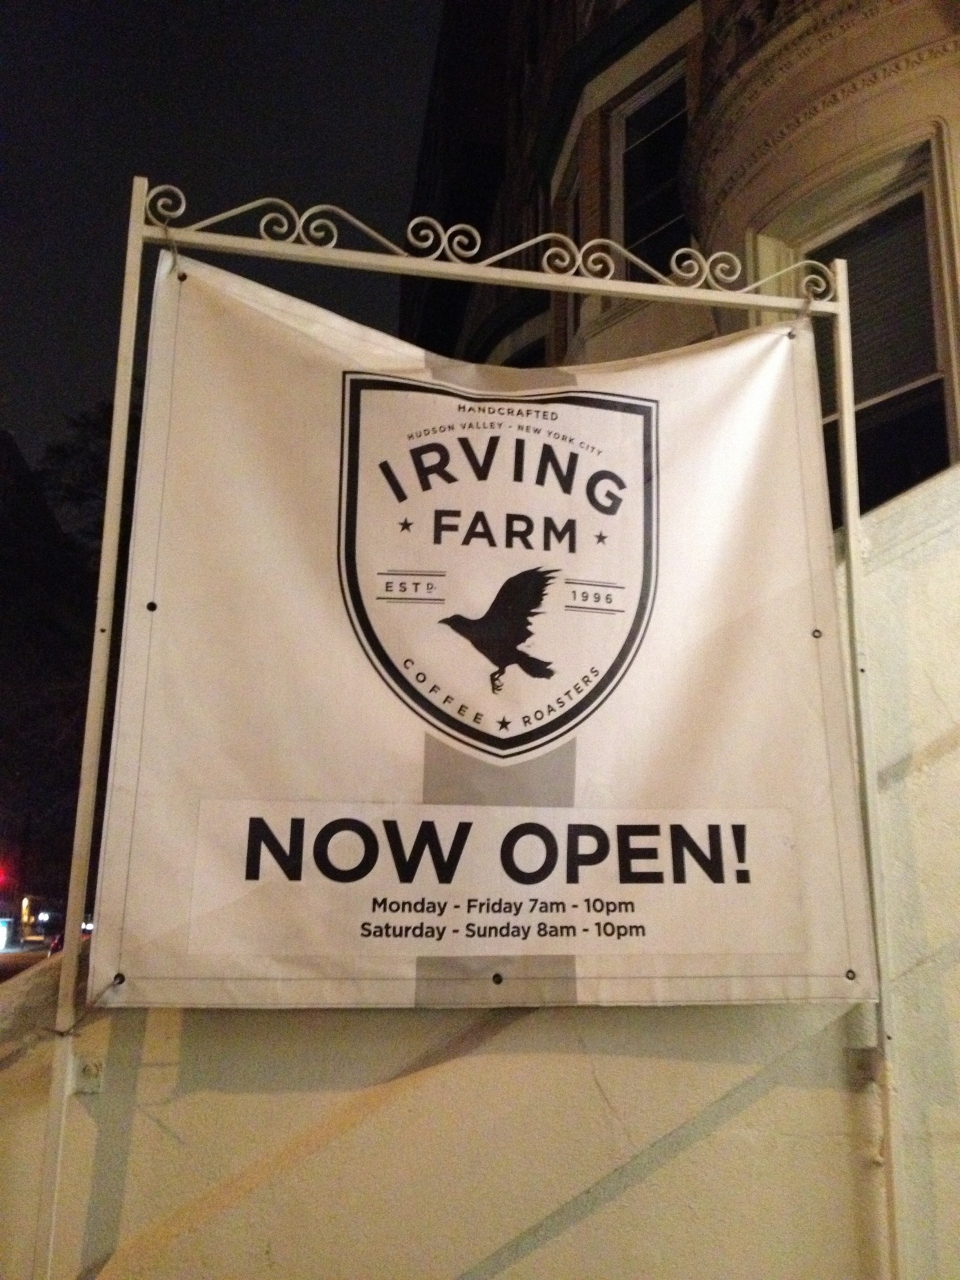 HANDCRAFTED
HUDSON VALLEY - NEW YORK CITY
IRVING
★ FARM ★
ESTD. 1996
COFFEE ★ ROASTERS
NOW OPEN!
Monday - Friday 7am - 10pm
Saturday - Sunday 8am - 10pm